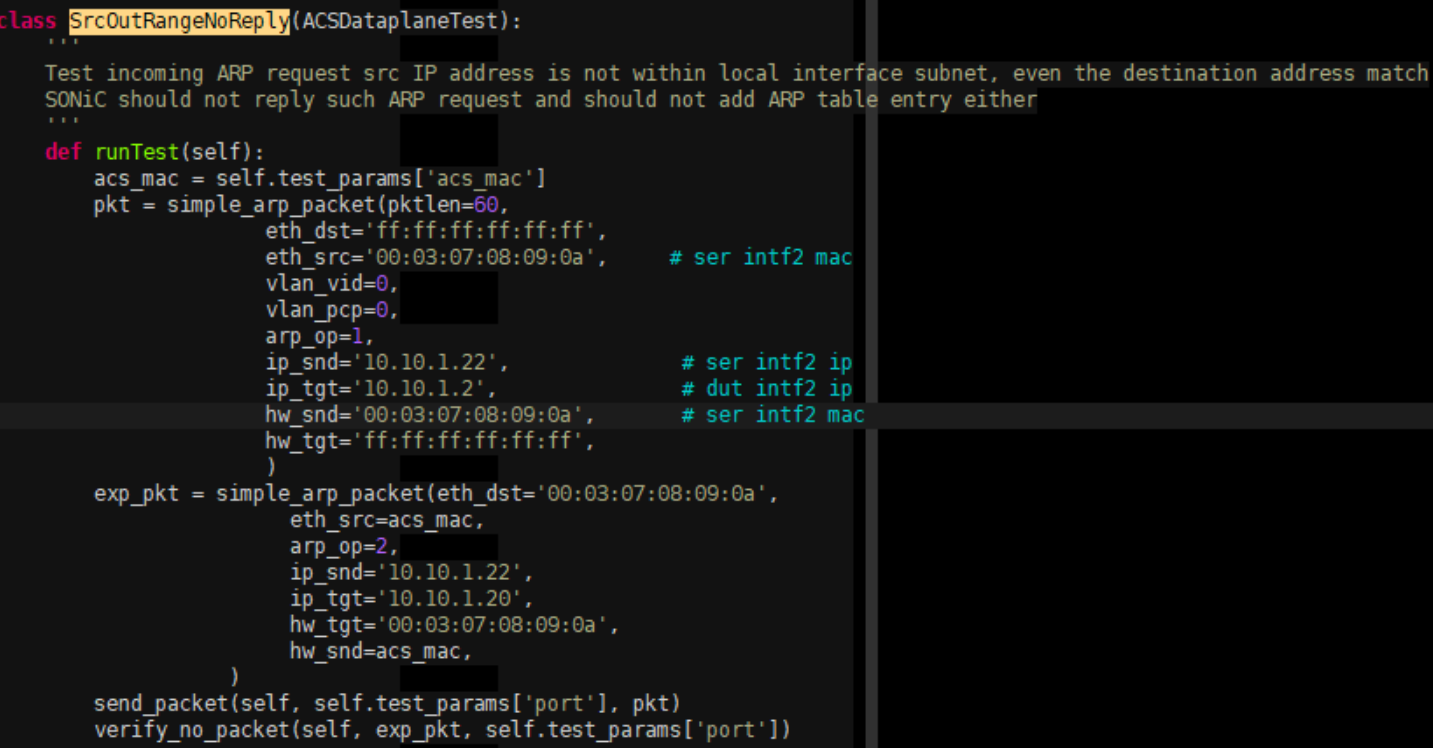 class SrcOutRangeNoReply(ACSDataplaneTest):
    '''
    Test incoming ARP request src IP address is not within local interface subnet, even the destination address match
    SONiC should not reply such ARP request and should not add ARP table entry either
    '''
    def runTest(self):
        acs_mac = self.test_params['acs_mac']
        pkt = simple_arp_packet(pktlen=60,
                      eth_dst='ff:ff:ff:ff:ff:ff',
                      eth_src='00:03:07:08:09:0a',     # ser intf2 mac
                      vlan_vid=0,
                      vlan_pcp=0,
                      arp_op=1,
                      ip_snd='10.10.1.22',              # ser intf2 ip
                      ip_tgt='10.10.1.2',               # dut intf2 ip
                      hw_snd='00:03:07:08:09:0a',       # ser intf2 mac
                      hw_tgt='ff:ff:ff:ff:ff:ff',
                      )
        exp_pkt = simple_arp_packet(eth_dst='00:03:07:08:09:0a',
                        eth_src=acs_mac,
                        arp_op=2,
                        ip_snd='10.10.1.22',
                        ip_tgt='10.10.1.20',
                        hw_tgt='00:03:07:08:09:0a',
                        hw_snd=acs_mac,
                   )
        send_packet(self, self.test_params['port'], pkt)
        verify_no_packet(self, exp_pkt, self.test_params['port'])